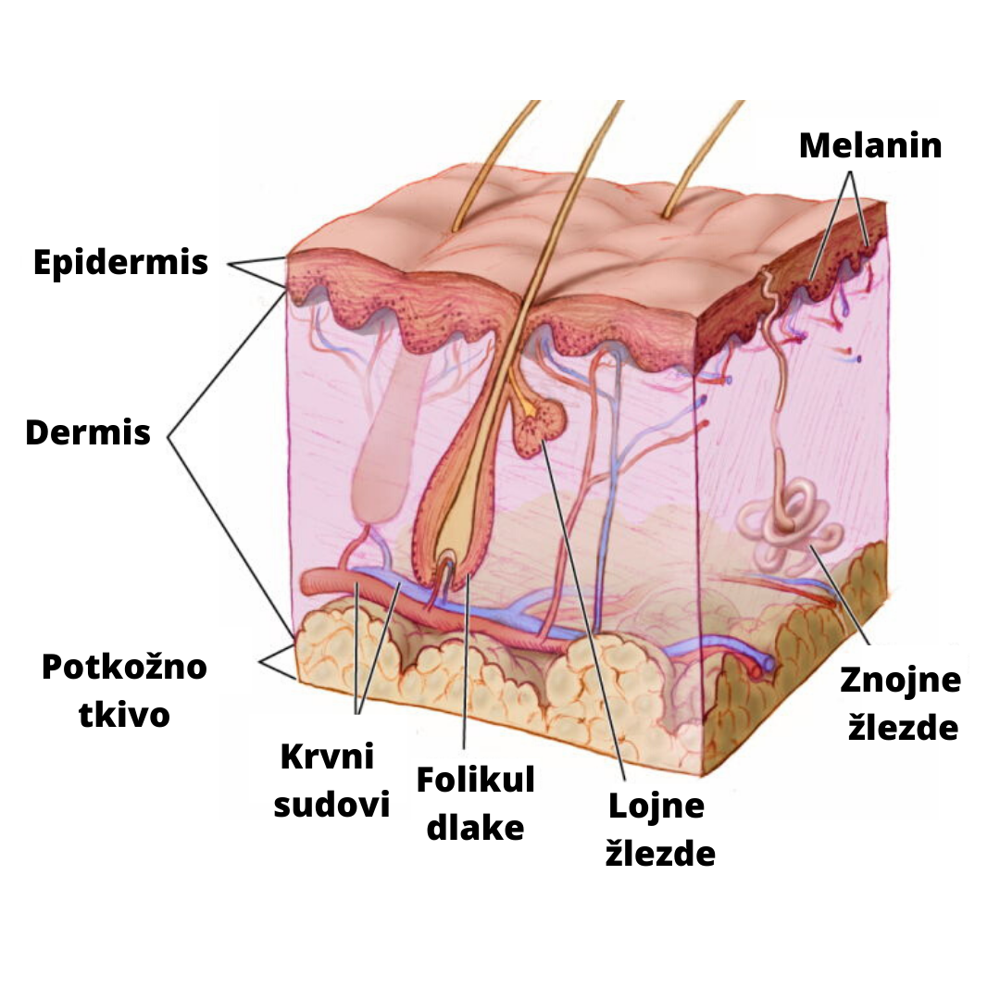 Melanin
Epidermis
Dermis
Potkožno
tkivo
Krvni
sudovi
Folikul
dlake
Lojne
žlezde
Znojne
žlezde